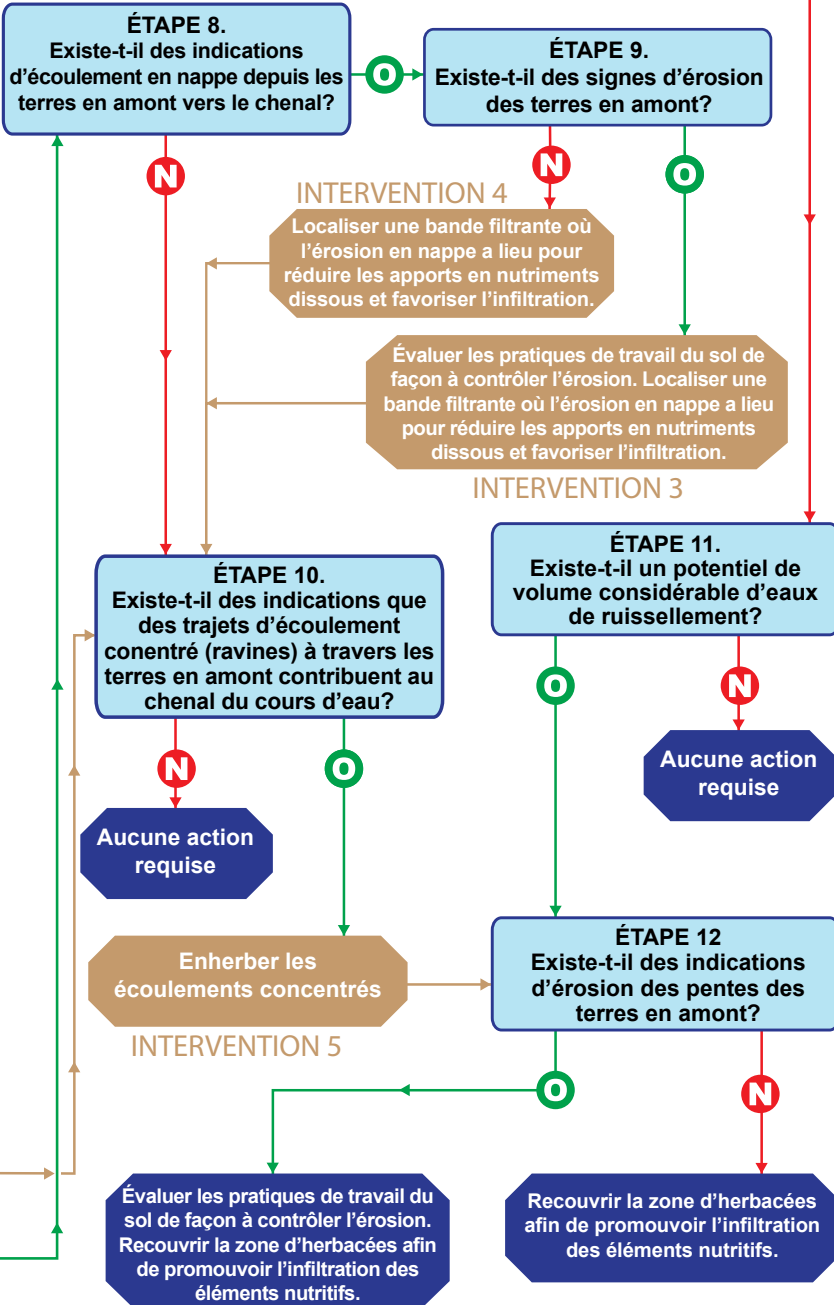 ÉTAPE 8.
Existe-t-il des indications
d'écoulement en nappe depuis les
terres en amont vers le chenal?
O
ÉTAPE 9.
Existe-t-il des signes d'érosion
des terres en amont?
N
N
O
INTERVENTION 4
Localiser une bande filtrante où
l'érosion en nappe a lieu pour
réduire les apports en nutriments
dissous et favoriser l'infiltration.
Évaluer les pratiques de travail du sol de
façon à contrôler l'érosion. Localiser une
bande filtrante où l'érosion en nappe a lieu
pour réduire les apports en nutriments
dissous et favoriser l'infiltration.
INTERVENTION 3
ÉTAPE 10.
Existe-t-il des indications que
des trajets d'écoulement
conentré (ravines) à travers les
terres en amont contribuent au
chenal du cours d'eau?
ÉTAPE 11.
Existe-t-il un potentiel de
volume considérable d'eaux
de ruissellement?
O
N
N
O
Aucune action
requise
Aucune action
requise
Enherber les
écoulements concentrés
INTERVENTION 5
ÉTAPE 12
Existe-t-il des indications
d'érosion des pentes des
terres en amont?
O
N
Évaluer les pratiques de travail du
sol de façon à contrôler l'érosion.
Recouvrir la zone d'herbacées afin
de promouvoir l'infiltration des
éléments nutritifs.
Recouvrir la zone d'herbacées
afin de promouvoir l'infiltration
des éléments nutritifs.